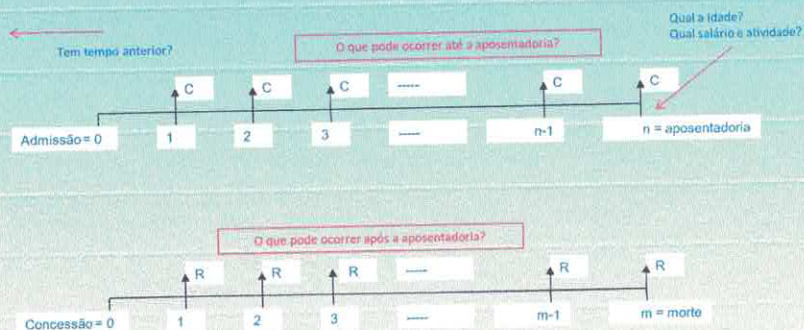 Qual a idade?
Qual salário e atividade?
Tem tempo anterior?
O que pode ocorrer até a aposentadoria?
C C C ----- C C
Admissão = 0 1 2 3 ----- n-1 n = aposentadoria
O que pode ocorrer após a aposentadoria?
R R R ----- R R
Concessão = 0 1 2 3 ----- m-1 m = morte